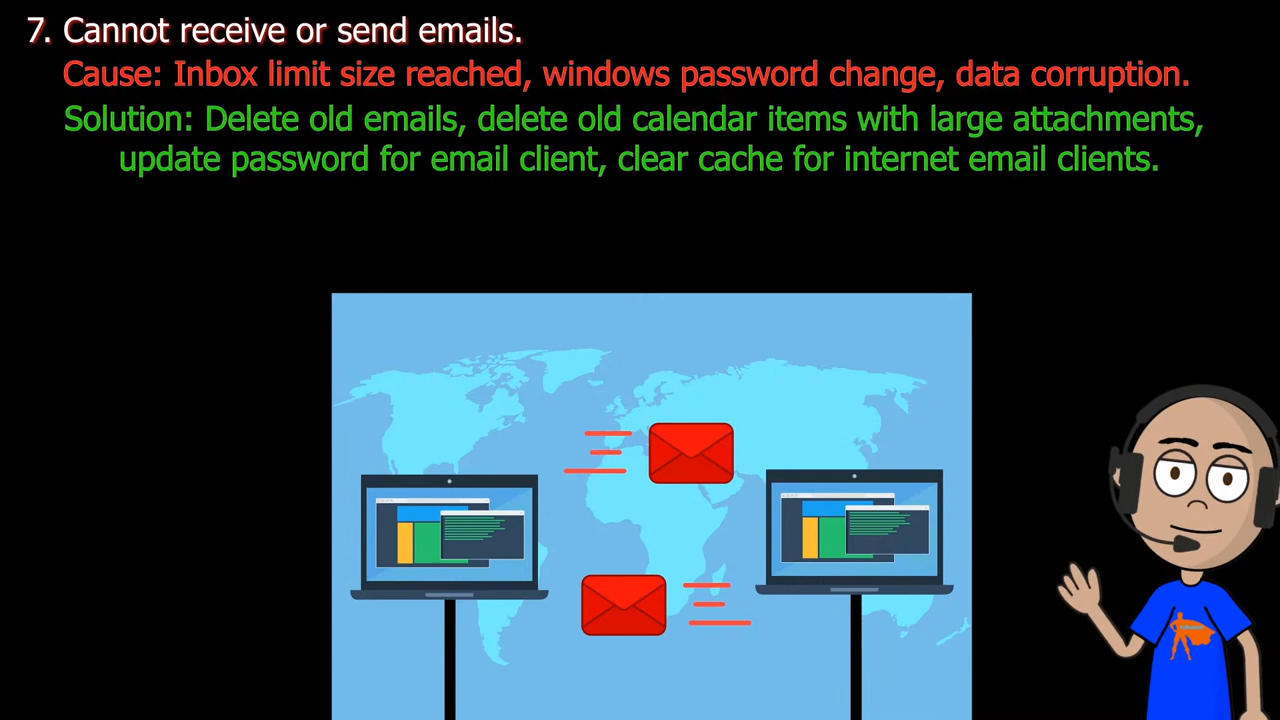 7. Cannot receive or send emails.
Cause: Inbox limit size reached, windows password change, data corruption.
Solution: Delete old emails, delete old calendar items with large attachments,
update password for email client, clear cache for internet email clients.